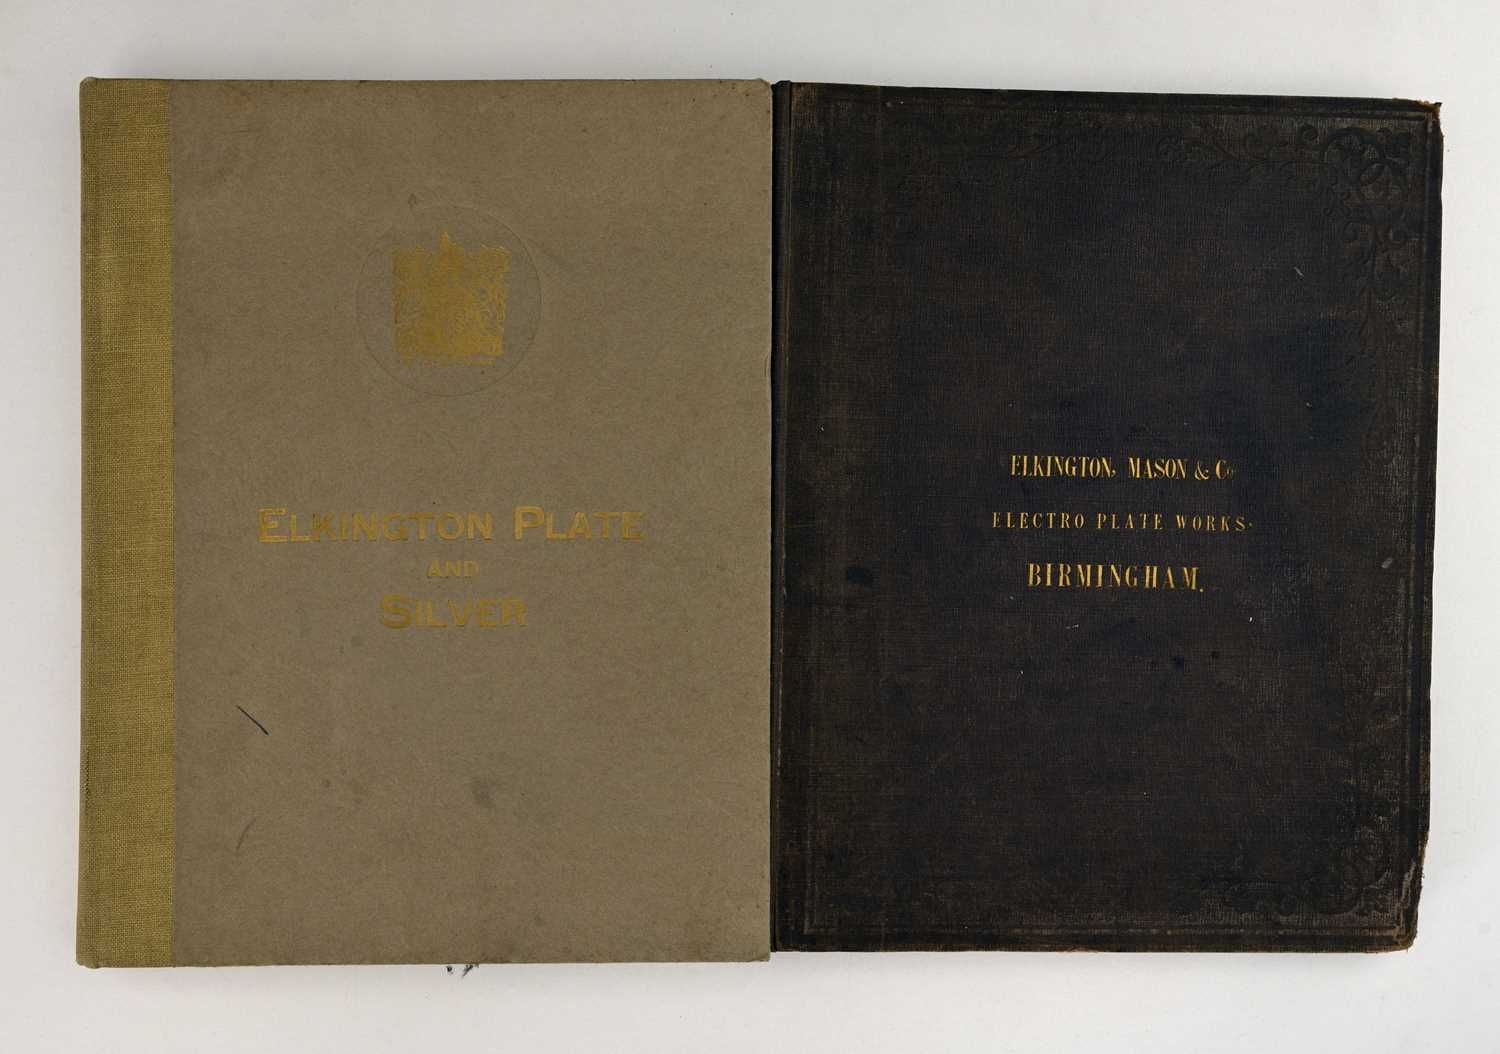 ELKINGTON PLATE
AND
SILVER
ELKINGTON, MASON & Co
ELECTRO PLATE WORKS.
BIRMINGHAM.